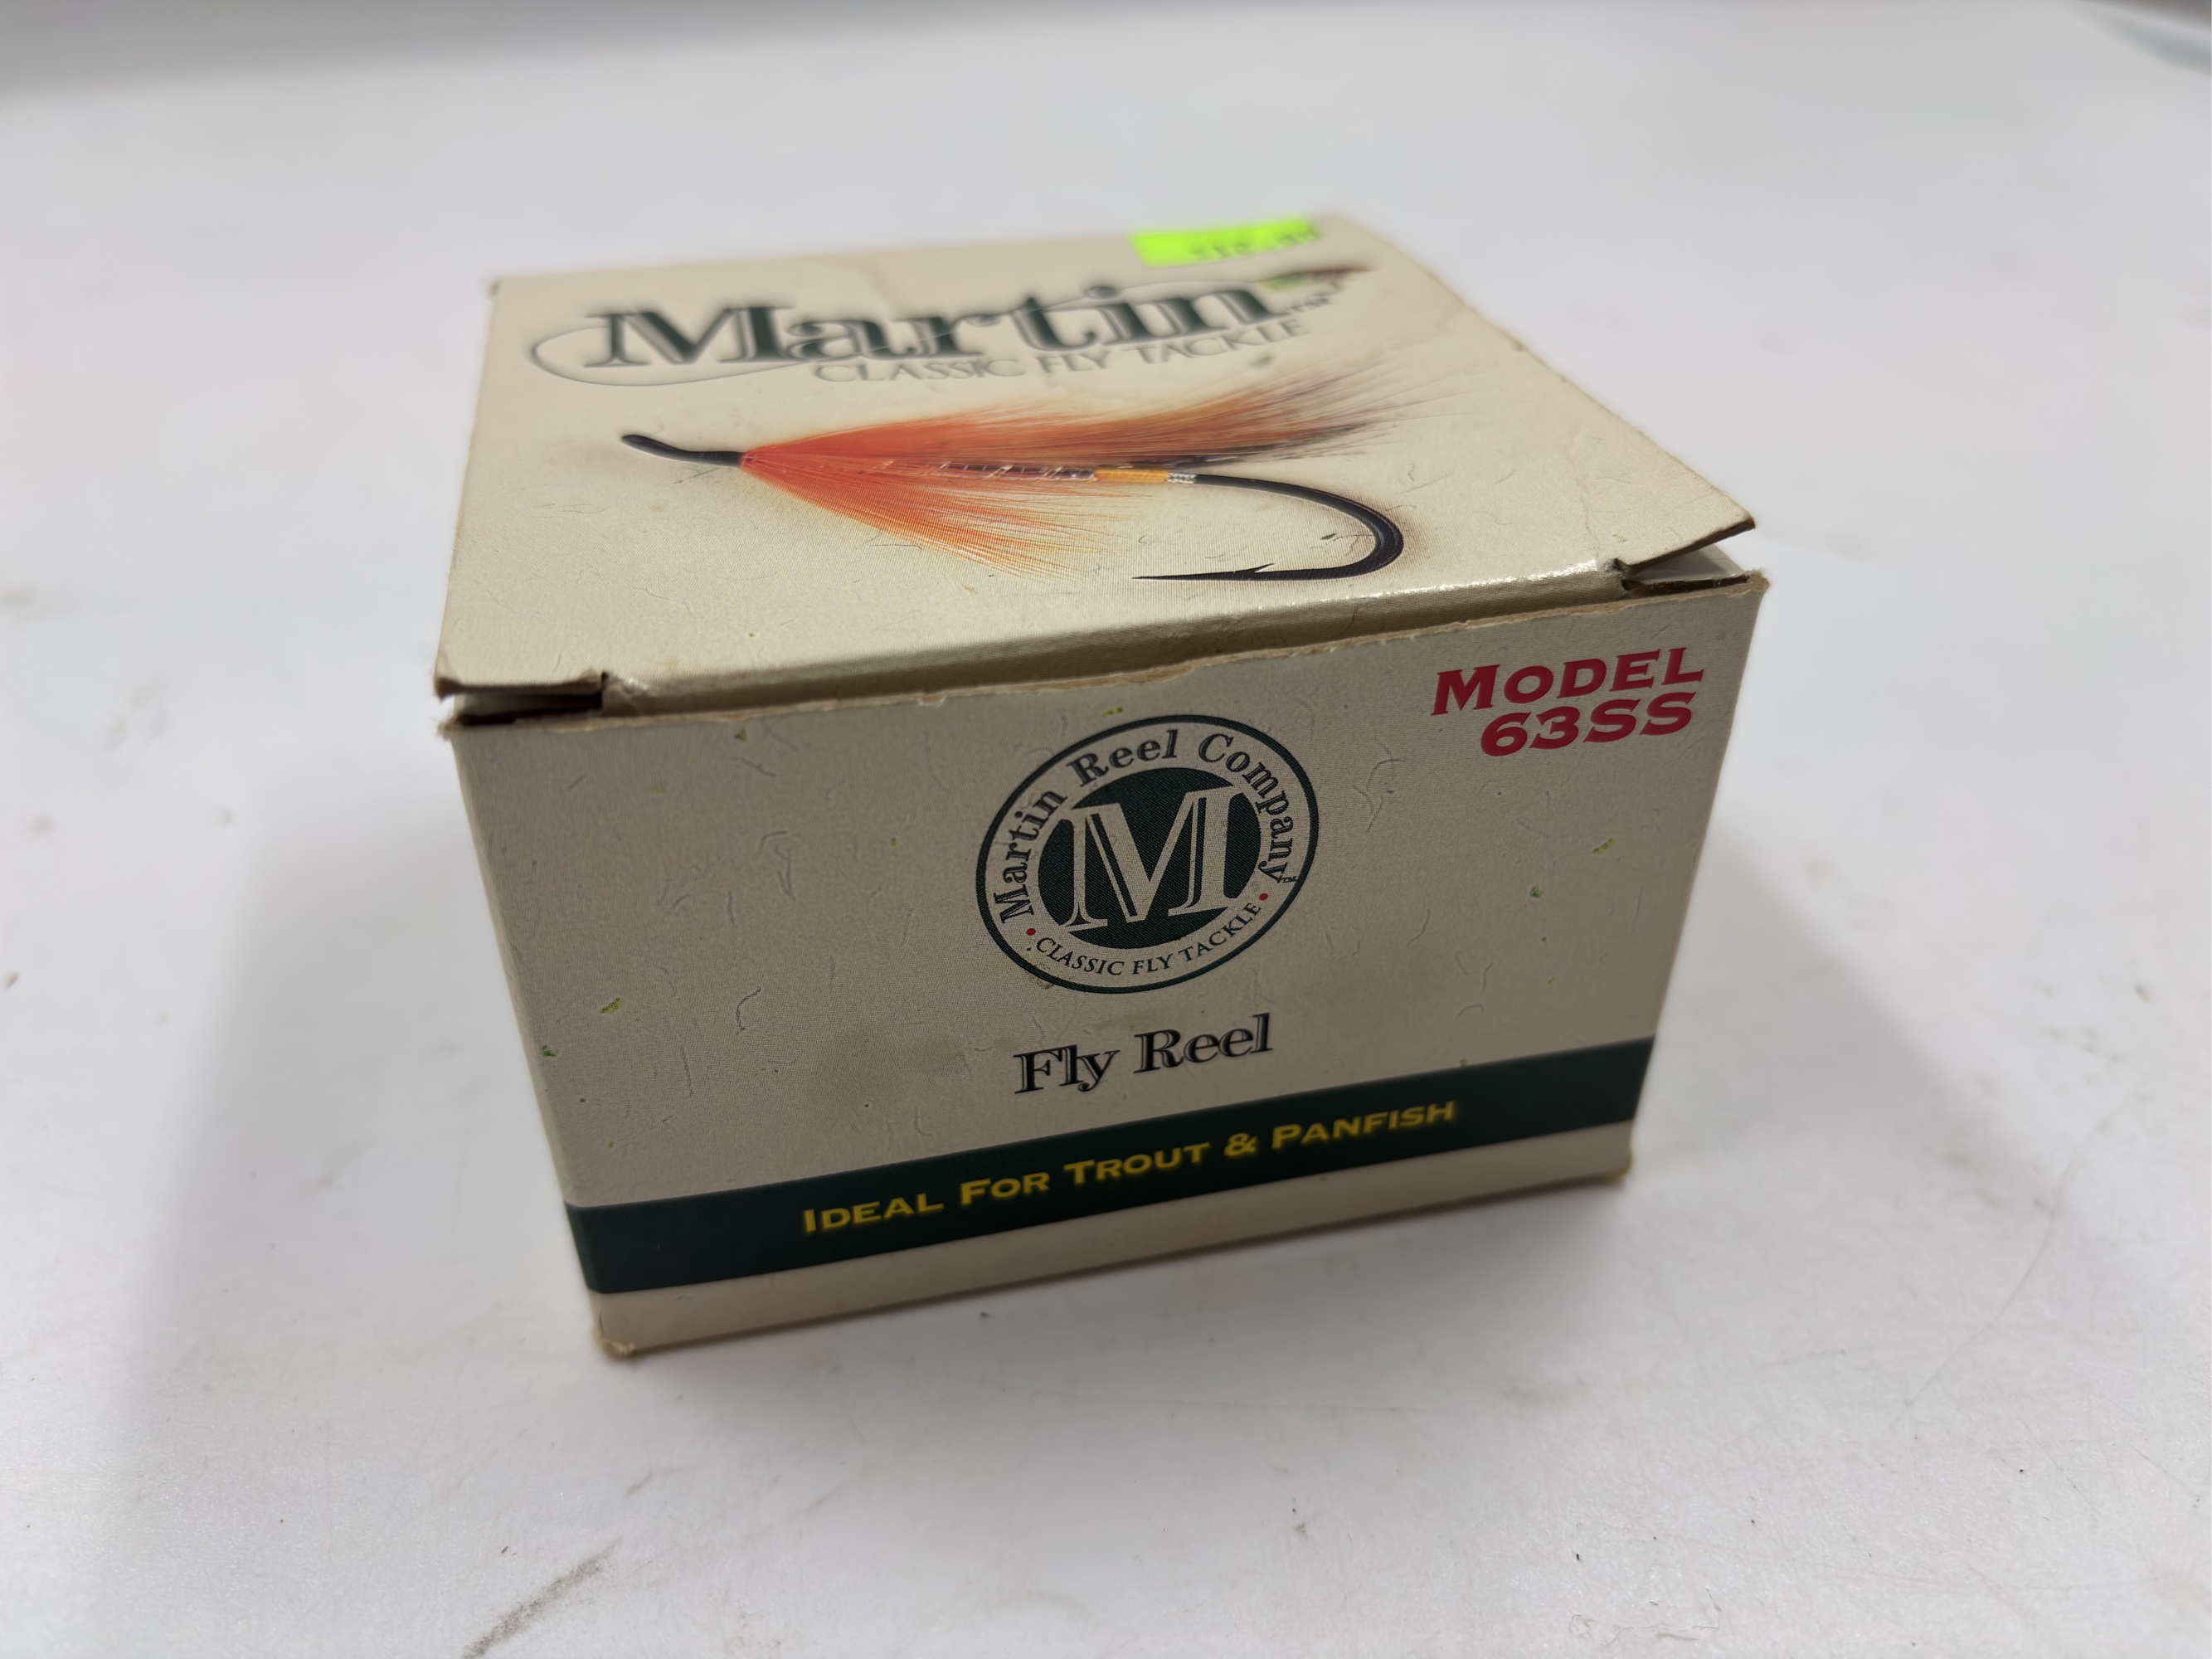 Martin
CLASSIC FLY TACKLE
MODEL
63SS
Martin Reel Company
M
• CLASSIC FLY TACKLE •
Fly Reel
IDEAL FOR TROUT & PANFISH